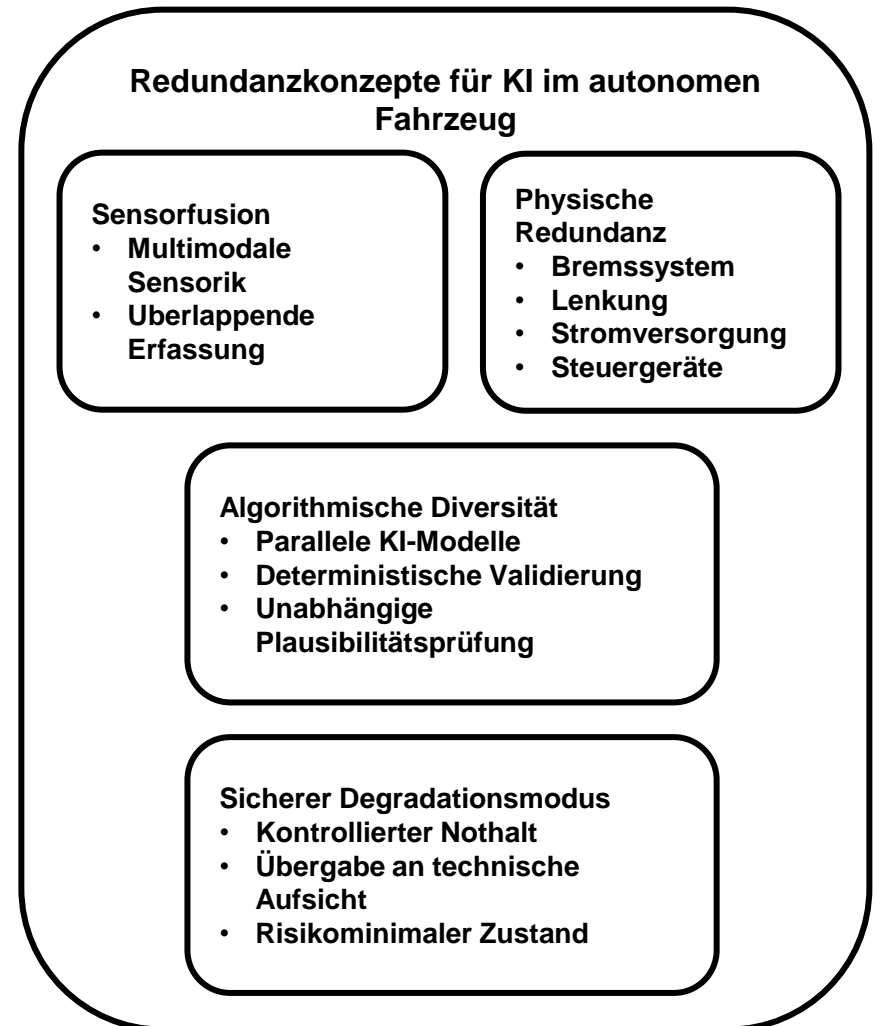 Redundanzkonzepte für KI im autonomen
Fahrzeug
Sensorfusion
• Multimodale
Sensorik
• Uberlappende
Erfassung
Physische
Redundanz
• Bremssystem
• Lenkung
• Stromversorgung
• Steuergeräte
Algorithmische Diversität
• Parallele KI-Modelle
• Deterministische Validierung
• Unabhängige
Plausibilitätsprüfung
Sicherer Degradationsmodus
• Kontrollierter Nothalt
• Übergabe an technische
Aufsicht
• Risikominimaler Zustand